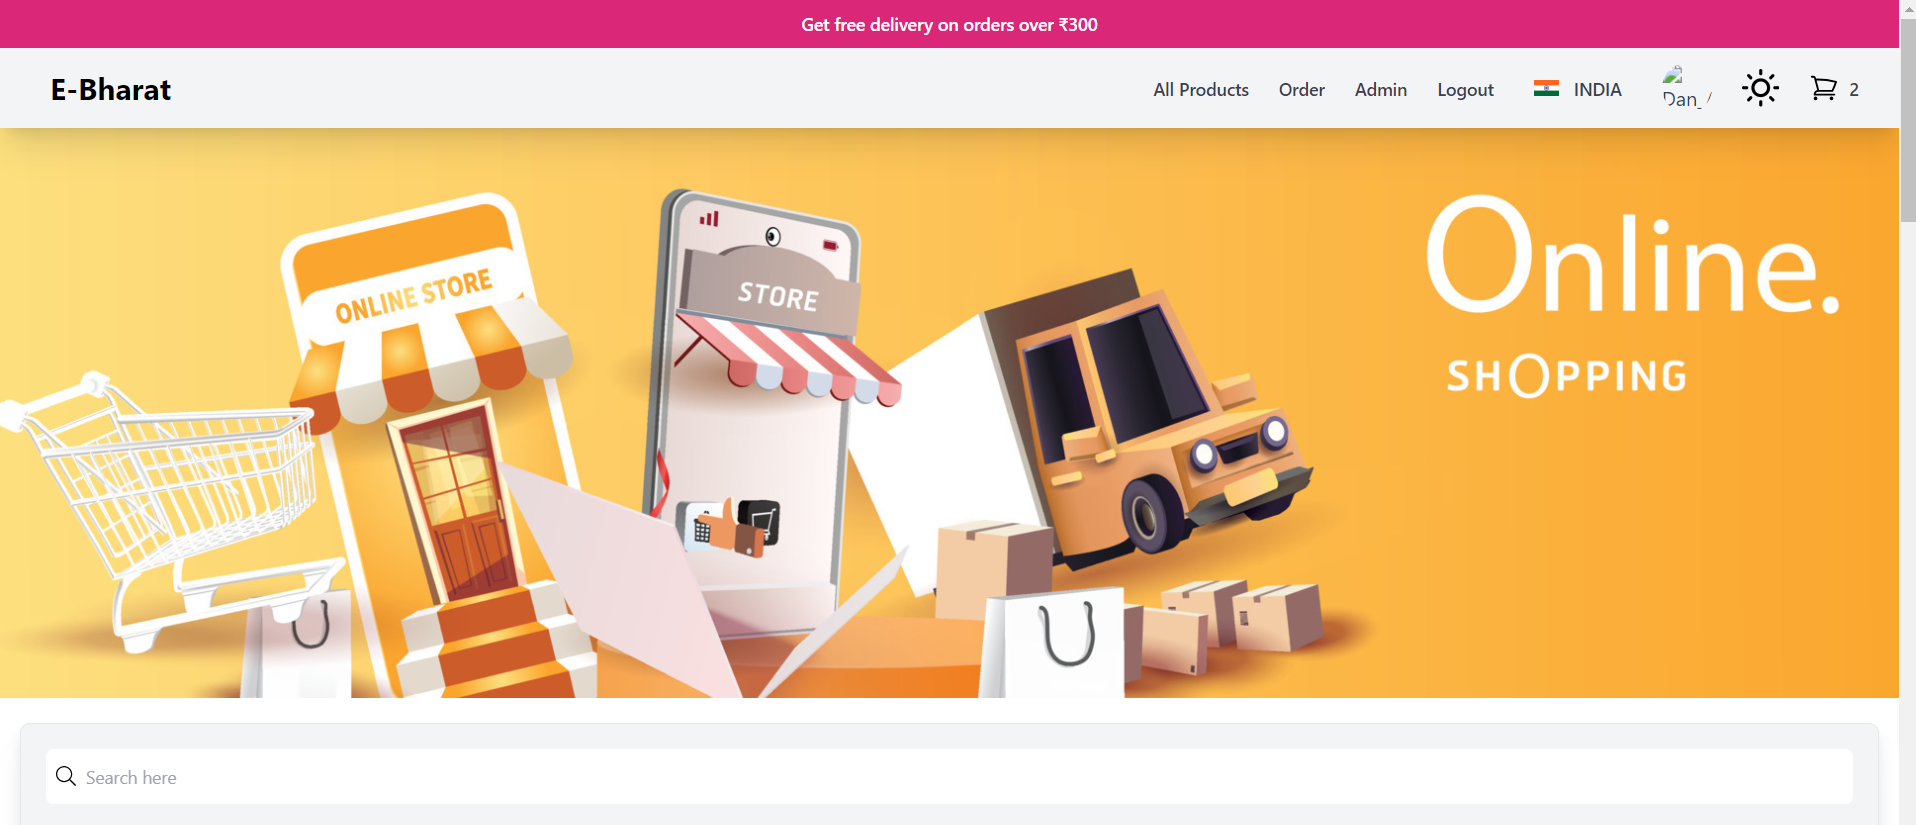 Get free delivery on orders over ₹300
E-Bharat
All Products Order Admin Logout INDIA Dan_ 2
ONLINE STORE
STORE
Online.
SHOPPING
Search here